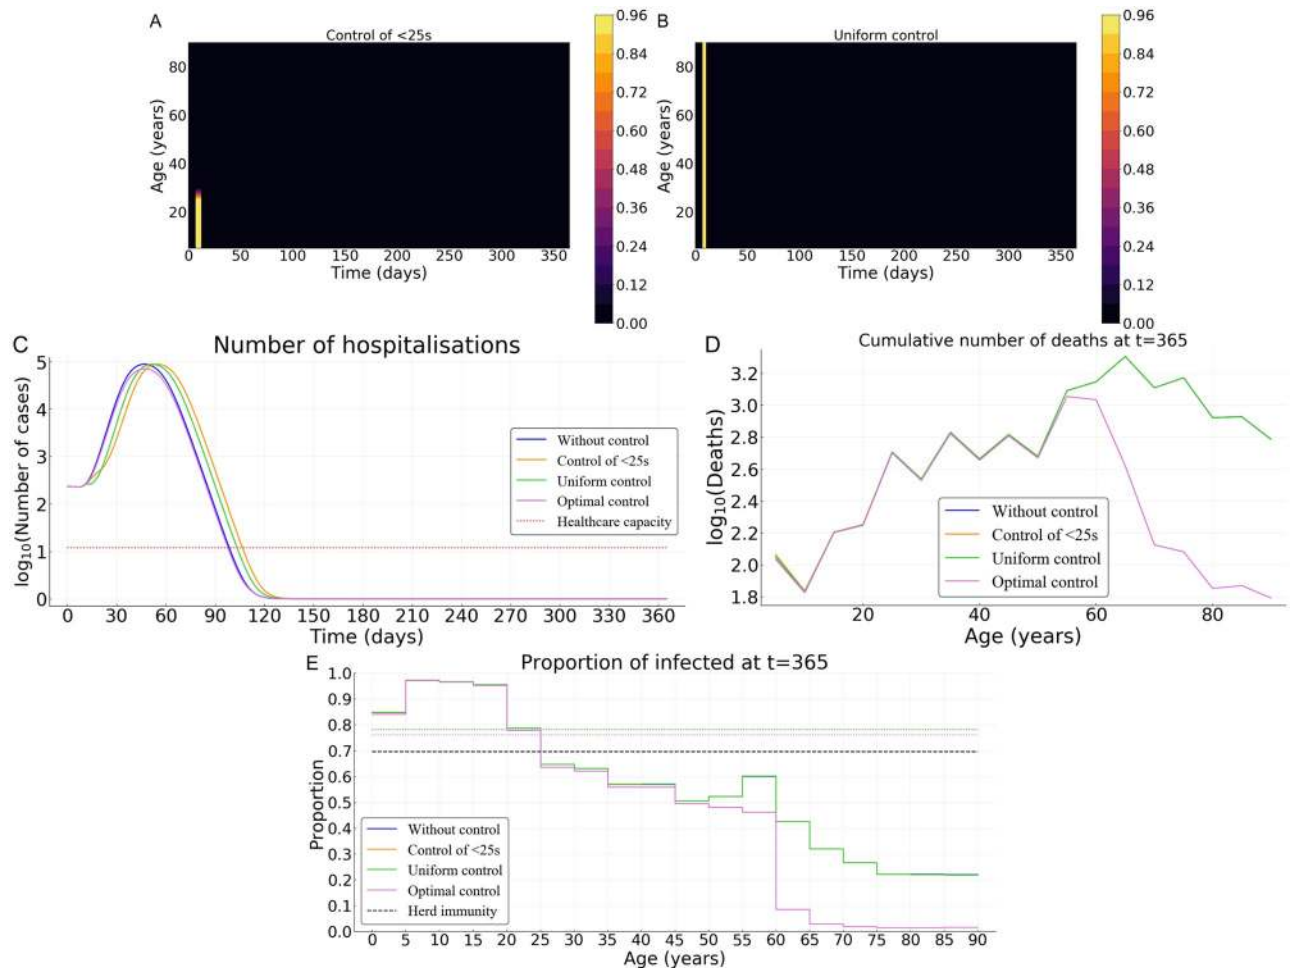 A
Control of <25s
Age (years)
80
60
40
20
0 50 100 150 200 250 300 350
Time (days)
0.96
0.84
0.72
0.60
0.48
0.36
0.24
0.12
0.00
B
Uniform control
Age (years)
80
60
40
20
0 50 100 150 200 250 300 350
Time (days)
0.96
0.84
0.72
0.60
0.48
0.36
0.24
0.12
0.00
C
Number of hospitalisations
log10(Number of cases)
5
4
3
2
1
0
0 30 60 90 120 150 180 210 240 270 300 330 360
Time (days)
Without control
Control of <25s
Uniform control
Optimal control
Healthcare capacity
D
Cumulative number of deaths at t=365
log10(Deaths)
3.2
3.0
2.8
2.6
2.4
2.2
2.0
1.8
20 40 60 80
Age (years)
Without control
Control of <25s
Uniform control
Optimal control
E
Proportion of infected at t=365
Proportion
1.0
0.9
0.8
0.7
0.6
0.5
0.4
0.3
0.2
0.1
0.0
0 5 10 15 20 25 30 35 40 45 50 55 60 65 70 75 80 85 90
Age (years)
Without control
Control of <25s
Uniform control
Optimal control
Herd immunity